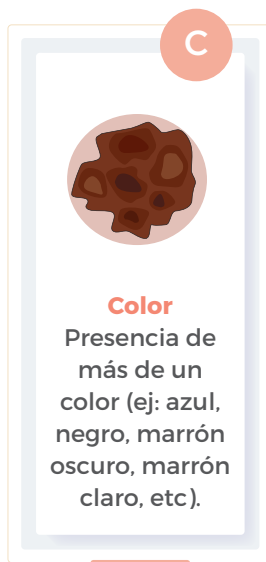 C
Color
Presencia de
más de un
color (ej: azul,
negro, marrón
oscuro, marrón
claro, etc).